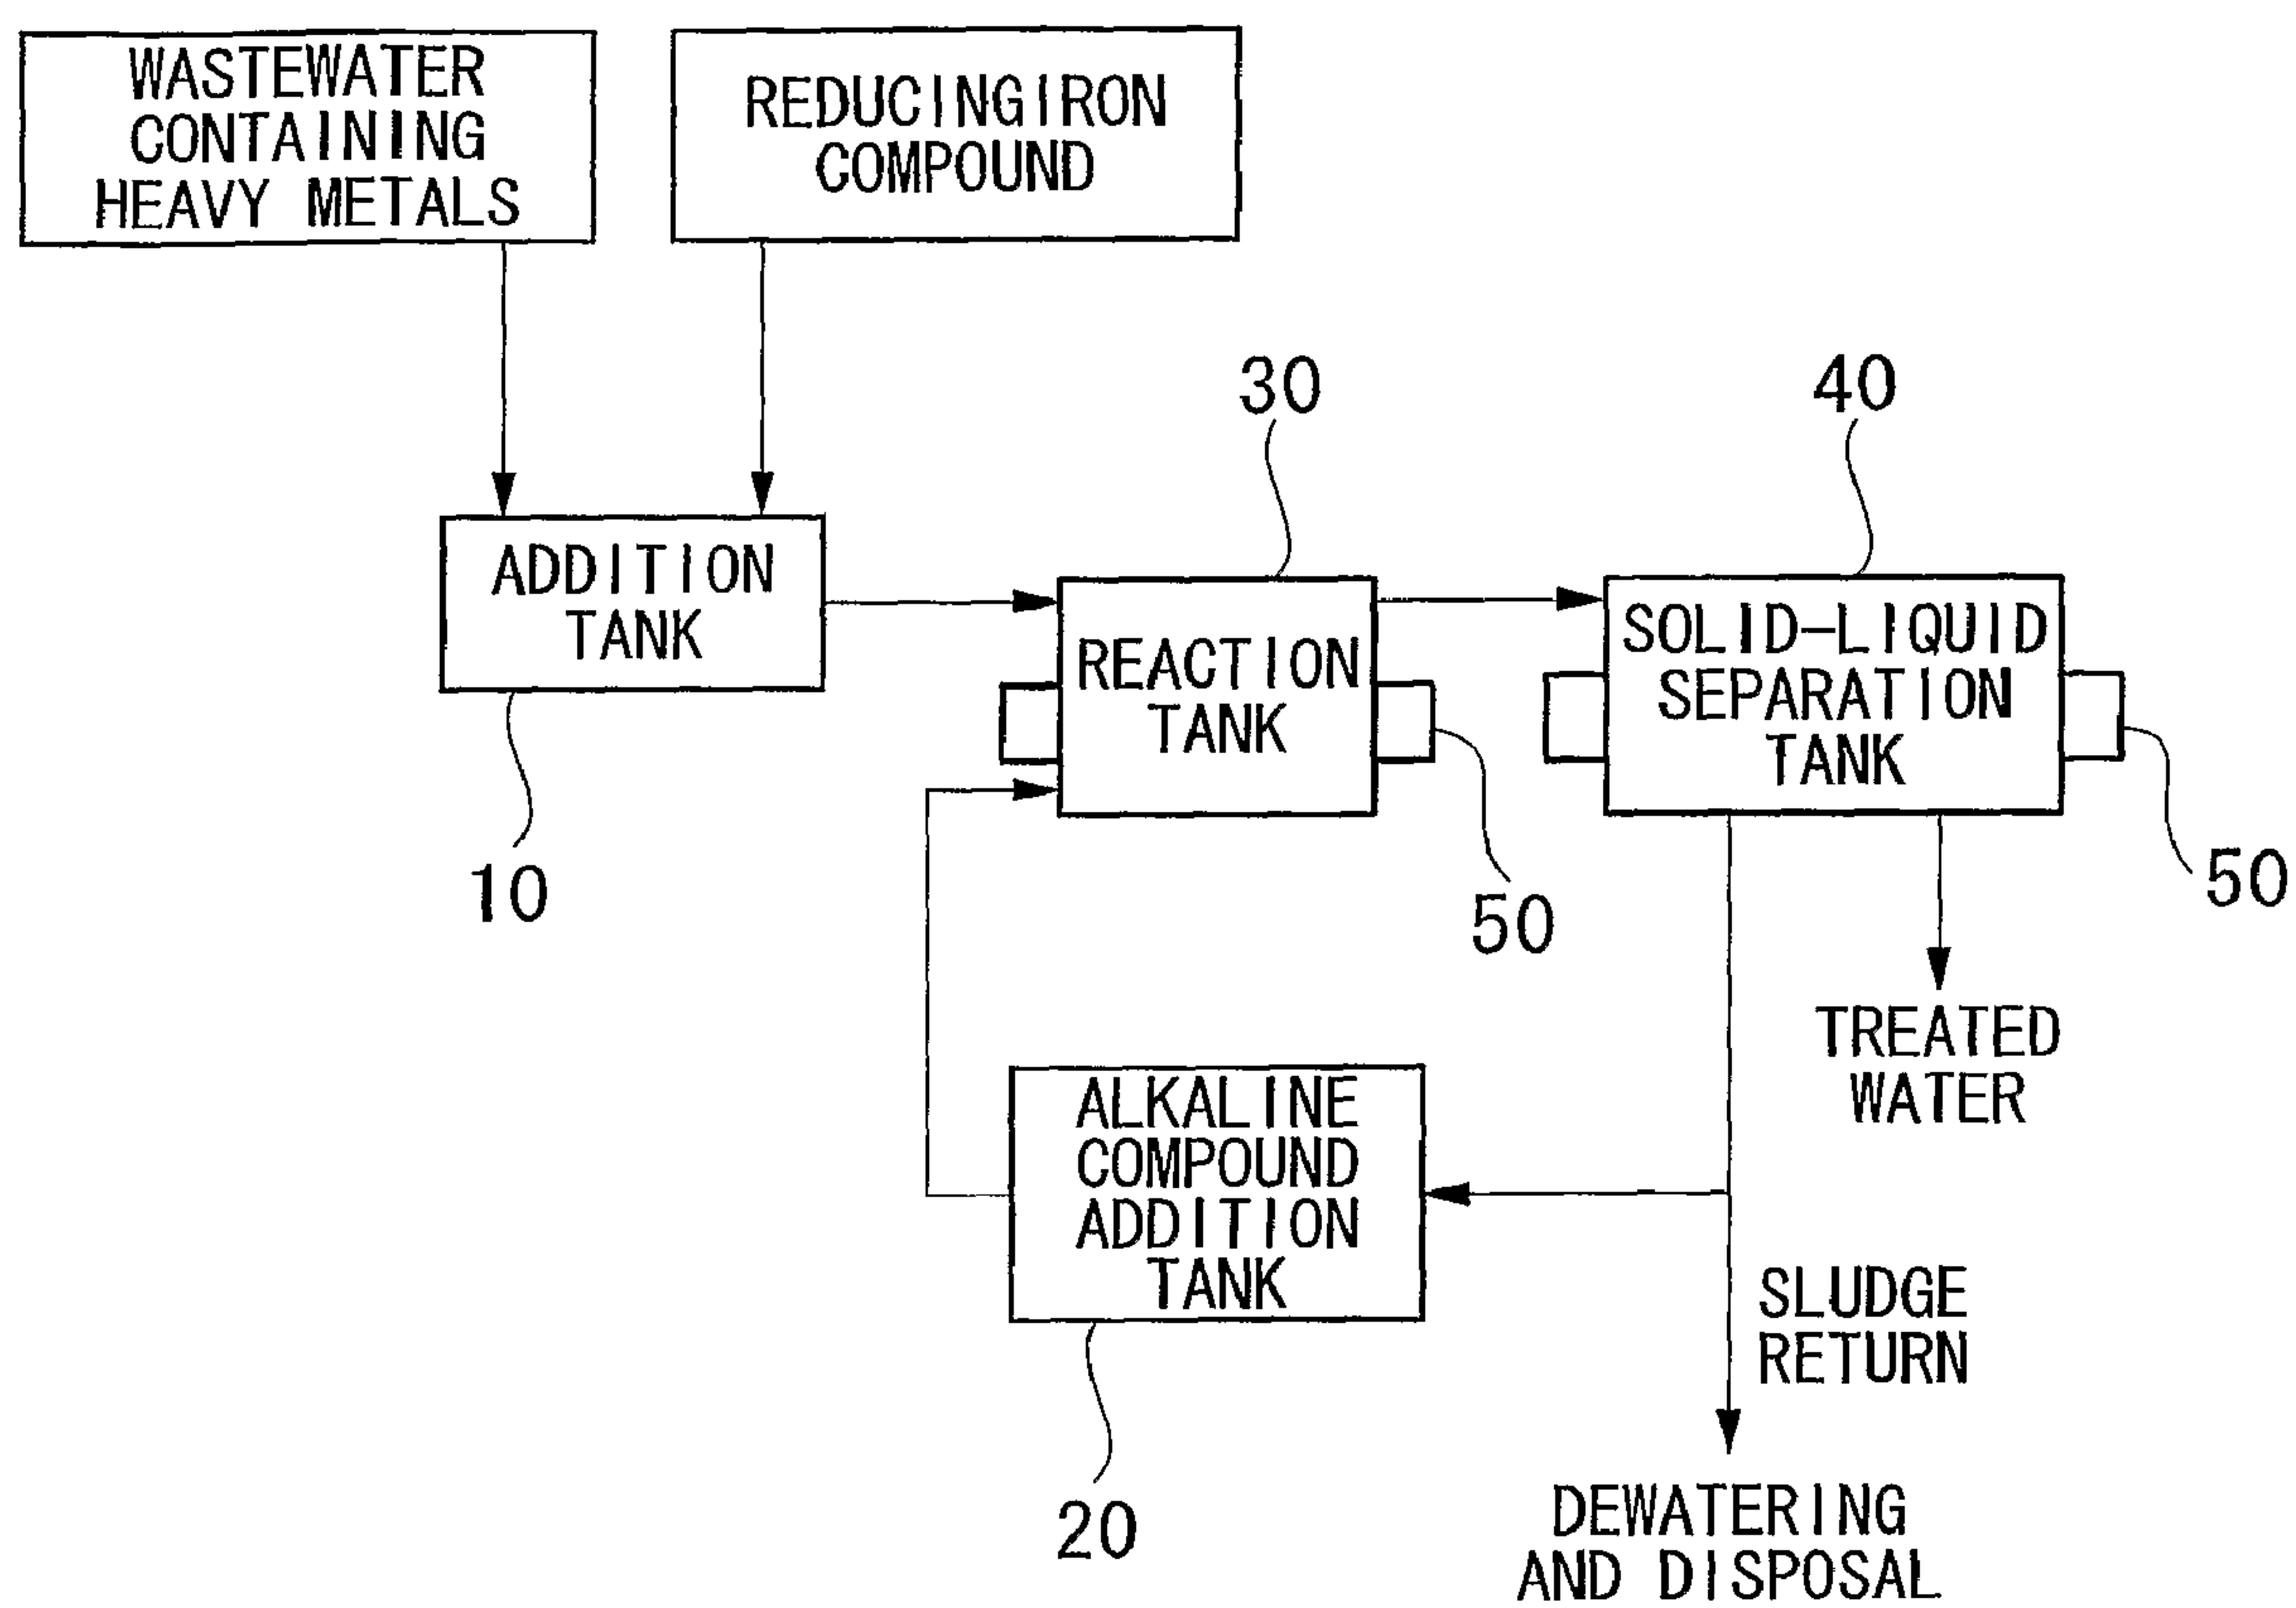 WASTEWATER
CONTAINING
HEAVY METALS
REDUCINGIRON
COMPOUND
30
40
ADDITION
TANK
REACTION
TANK
SOLID-LIQUID
SEPARATION
TANK
10
50
50
TREATED
WATER
ALKALINE
COMPOUND
ADDITION
TANK
SLUDGE
RETURN
20
DEWATERING
AND DISPOSAL